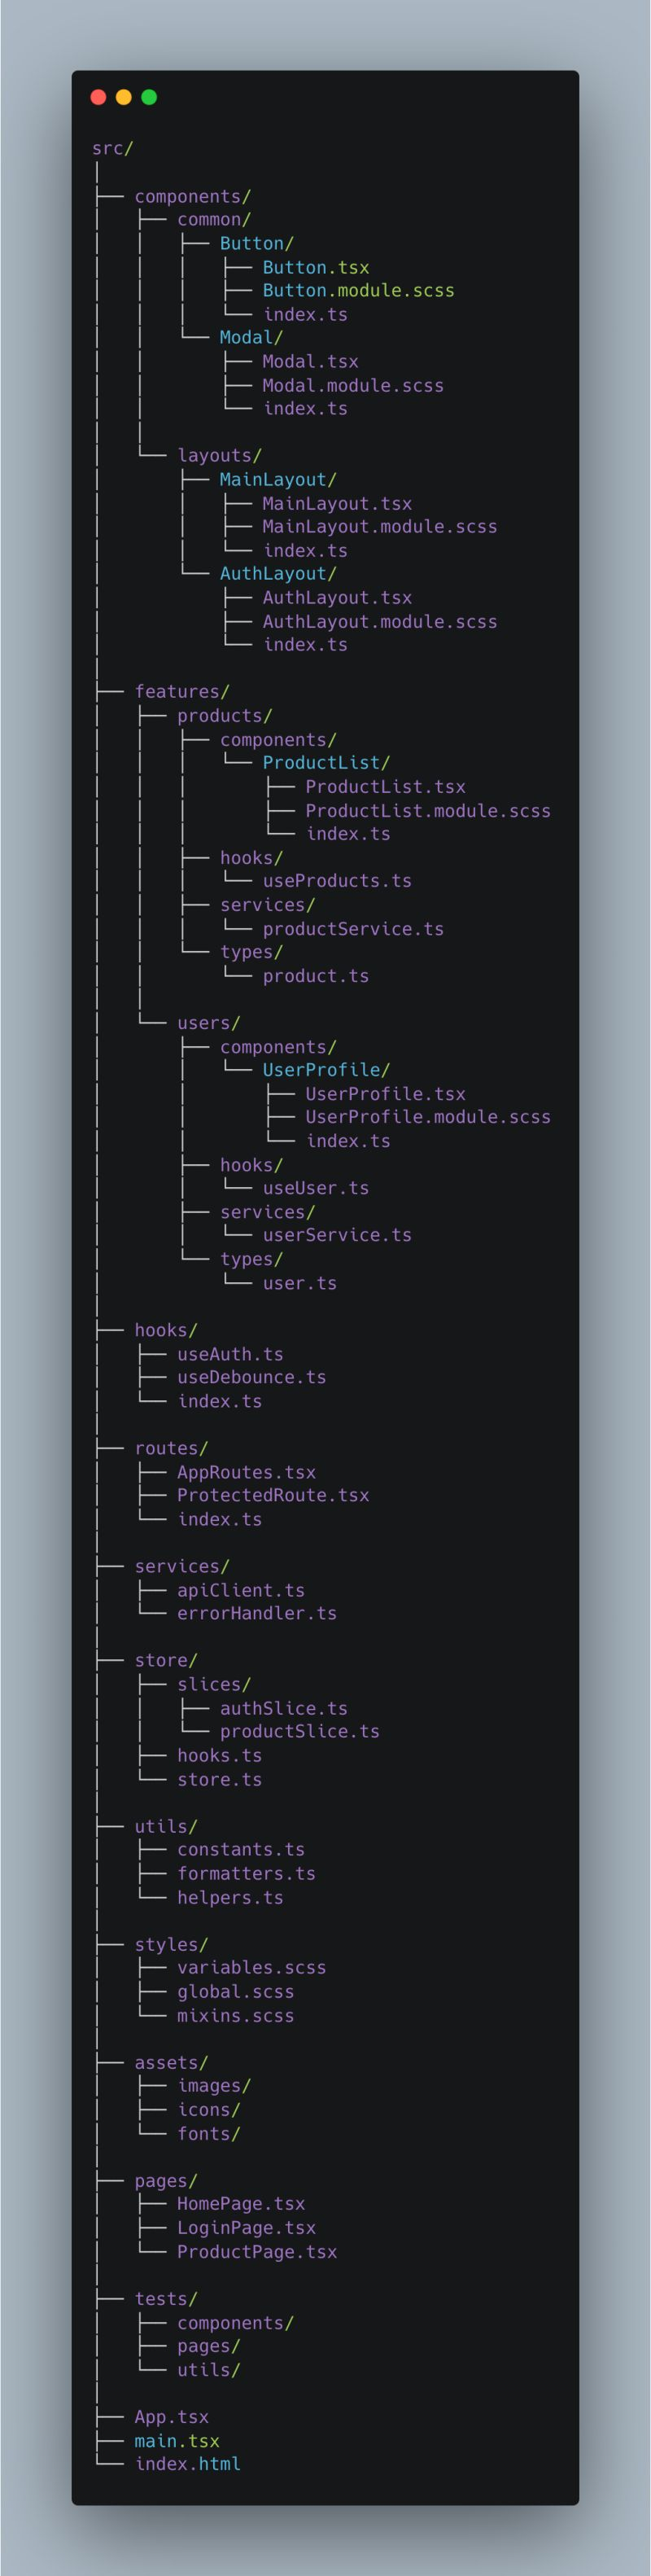 src/
│
├── components/
│   ├── common/
│   │   ├── Button/
│   │   │   ├── Button.tsx
│   │   │   ├── Button.module.scss
│   │   │   └── index.ts
│   │   └── Modal/
│   │       ├── Modal.tsx
│   │       ├── Modal.module.scss
│   │       └── index.ts
│   │
│   └── layouts/
│       ├── MainLayout/
│       │   ├── MainLayout.tsx
│       │   ├── MainLayout.module.scss
│       │   └── index.ts
│       └── AuthLayout/
│           ├── AuthLayout.tsx
│           ├── AuthLayout.module.scss
│           └── index.ts
│
├── features/
│   ├── products/
│   │   ├── components/
│   │   │   └── ProductList/
│   │   │       ├── ProductList.tsx
│   │   │       ├── ProductList.module.scss
│   │   │       └── index.ts
│   │   ├── hooks/
│   │   │   └── useProducts.ts
│   │   ├── services/
│   │   │   └── productService.ts
│   │   └── types/
│   │       └── product.ts
│   │
│   └── users/
│       ├── components/
│       │   └── UserProfile/
│       │       ├── UserProfile.tsx
│       │       ├── UserProfile.module.scss
│       │       └── index.ts
│       ├── hooks/
│       │   └── useUser.ts
│       ├── services/
│       │   └── userService.ts
│       └── types/
│           └── user.ts
│
├── hooks/
│   ├── useAuth.ts
│   ├── useDebounce.ts
│   └── index.ts
│
├── routes/
│   ├── AppRoutes.tsx
│   ├── ProtectedRoute.tsx
│   └── index.ts
│
├── services/
│   ├── apiClient.ts
│   └── errorHandler.ts
│
├── store/
│   ├── slices/
│   │   ├── authSlice.ts
│   │   └── productSlice.ts
│   ├── hooks.ts
│   └── store.ts
│
├── utils/
│   ├── constants.ts
│   ├── formatters.ts
│   └── helpers.ts
│
├── styles/
│   ├── variables.scss
│   ├── global.scss
│   └── mixins.scss
│
├── assets/
│   ├── images/
│   ├── icons/
│   └── fonts/
│
├── pages/
│   ├── HomePage.tsx
│   ├── LoginPage.tsx
│   └── ProductPage.tsx
│
├── tests/
│   ├── components/
│   ├── pages/
│   └── utils/
│
├── App.tsx
├── main.tsx
└── index.html